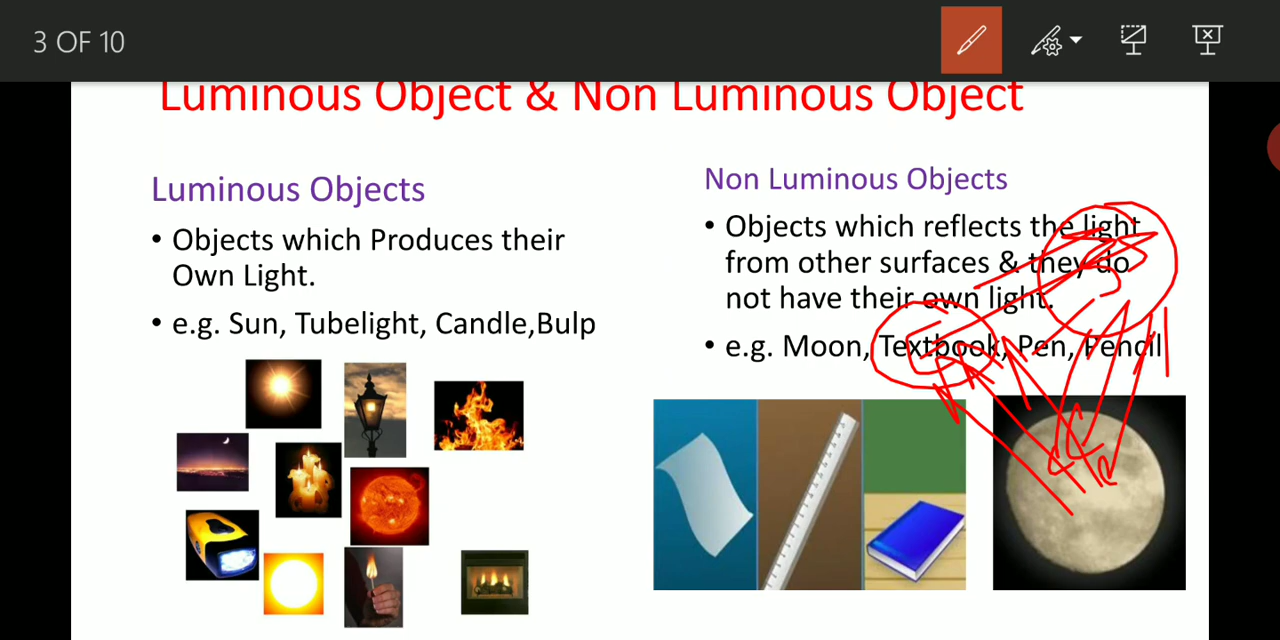 3 OF 10
Luminous Object & Non Luminous Object
Luminous Objects
• Objects which Produces their
Own Light.
• e.g. Sun, Tubelight, Candle,Bulp
Non Luminous Objects
• Objects which reflects the light
from other surfaces & they do
not have their own light.
• e.g. Moon, Textbook, Pen, Pencil